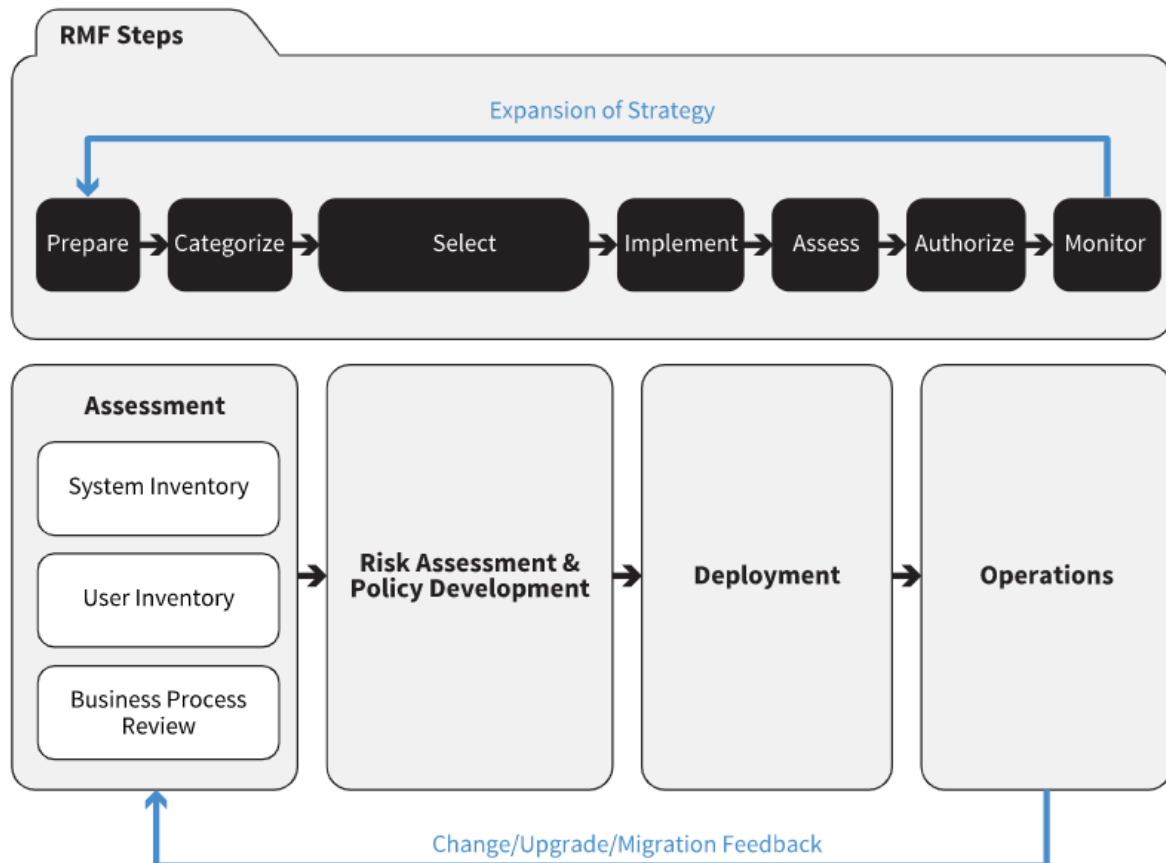 RMF Steps
Expansion of Strategy
Prepare
Categorize
Select
Implement
Assess
Authorize
Monitor
Assessment
System Inventory
User Inventory
Business Process
Review
Risk Assessment &
Policy Development
Deployment
Operations
Change/Upgrade/Migration Feedback